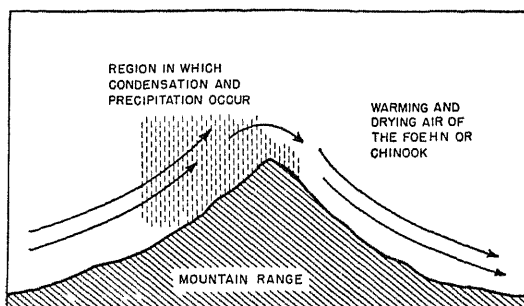 REGION IN WHICH
CONDENSATION AND
PRECIPITATION OCCUR
WARMING AND
DRYING AIR OF
THE FOEHN OR
CHINOOK
MOUNTAIN RANGE